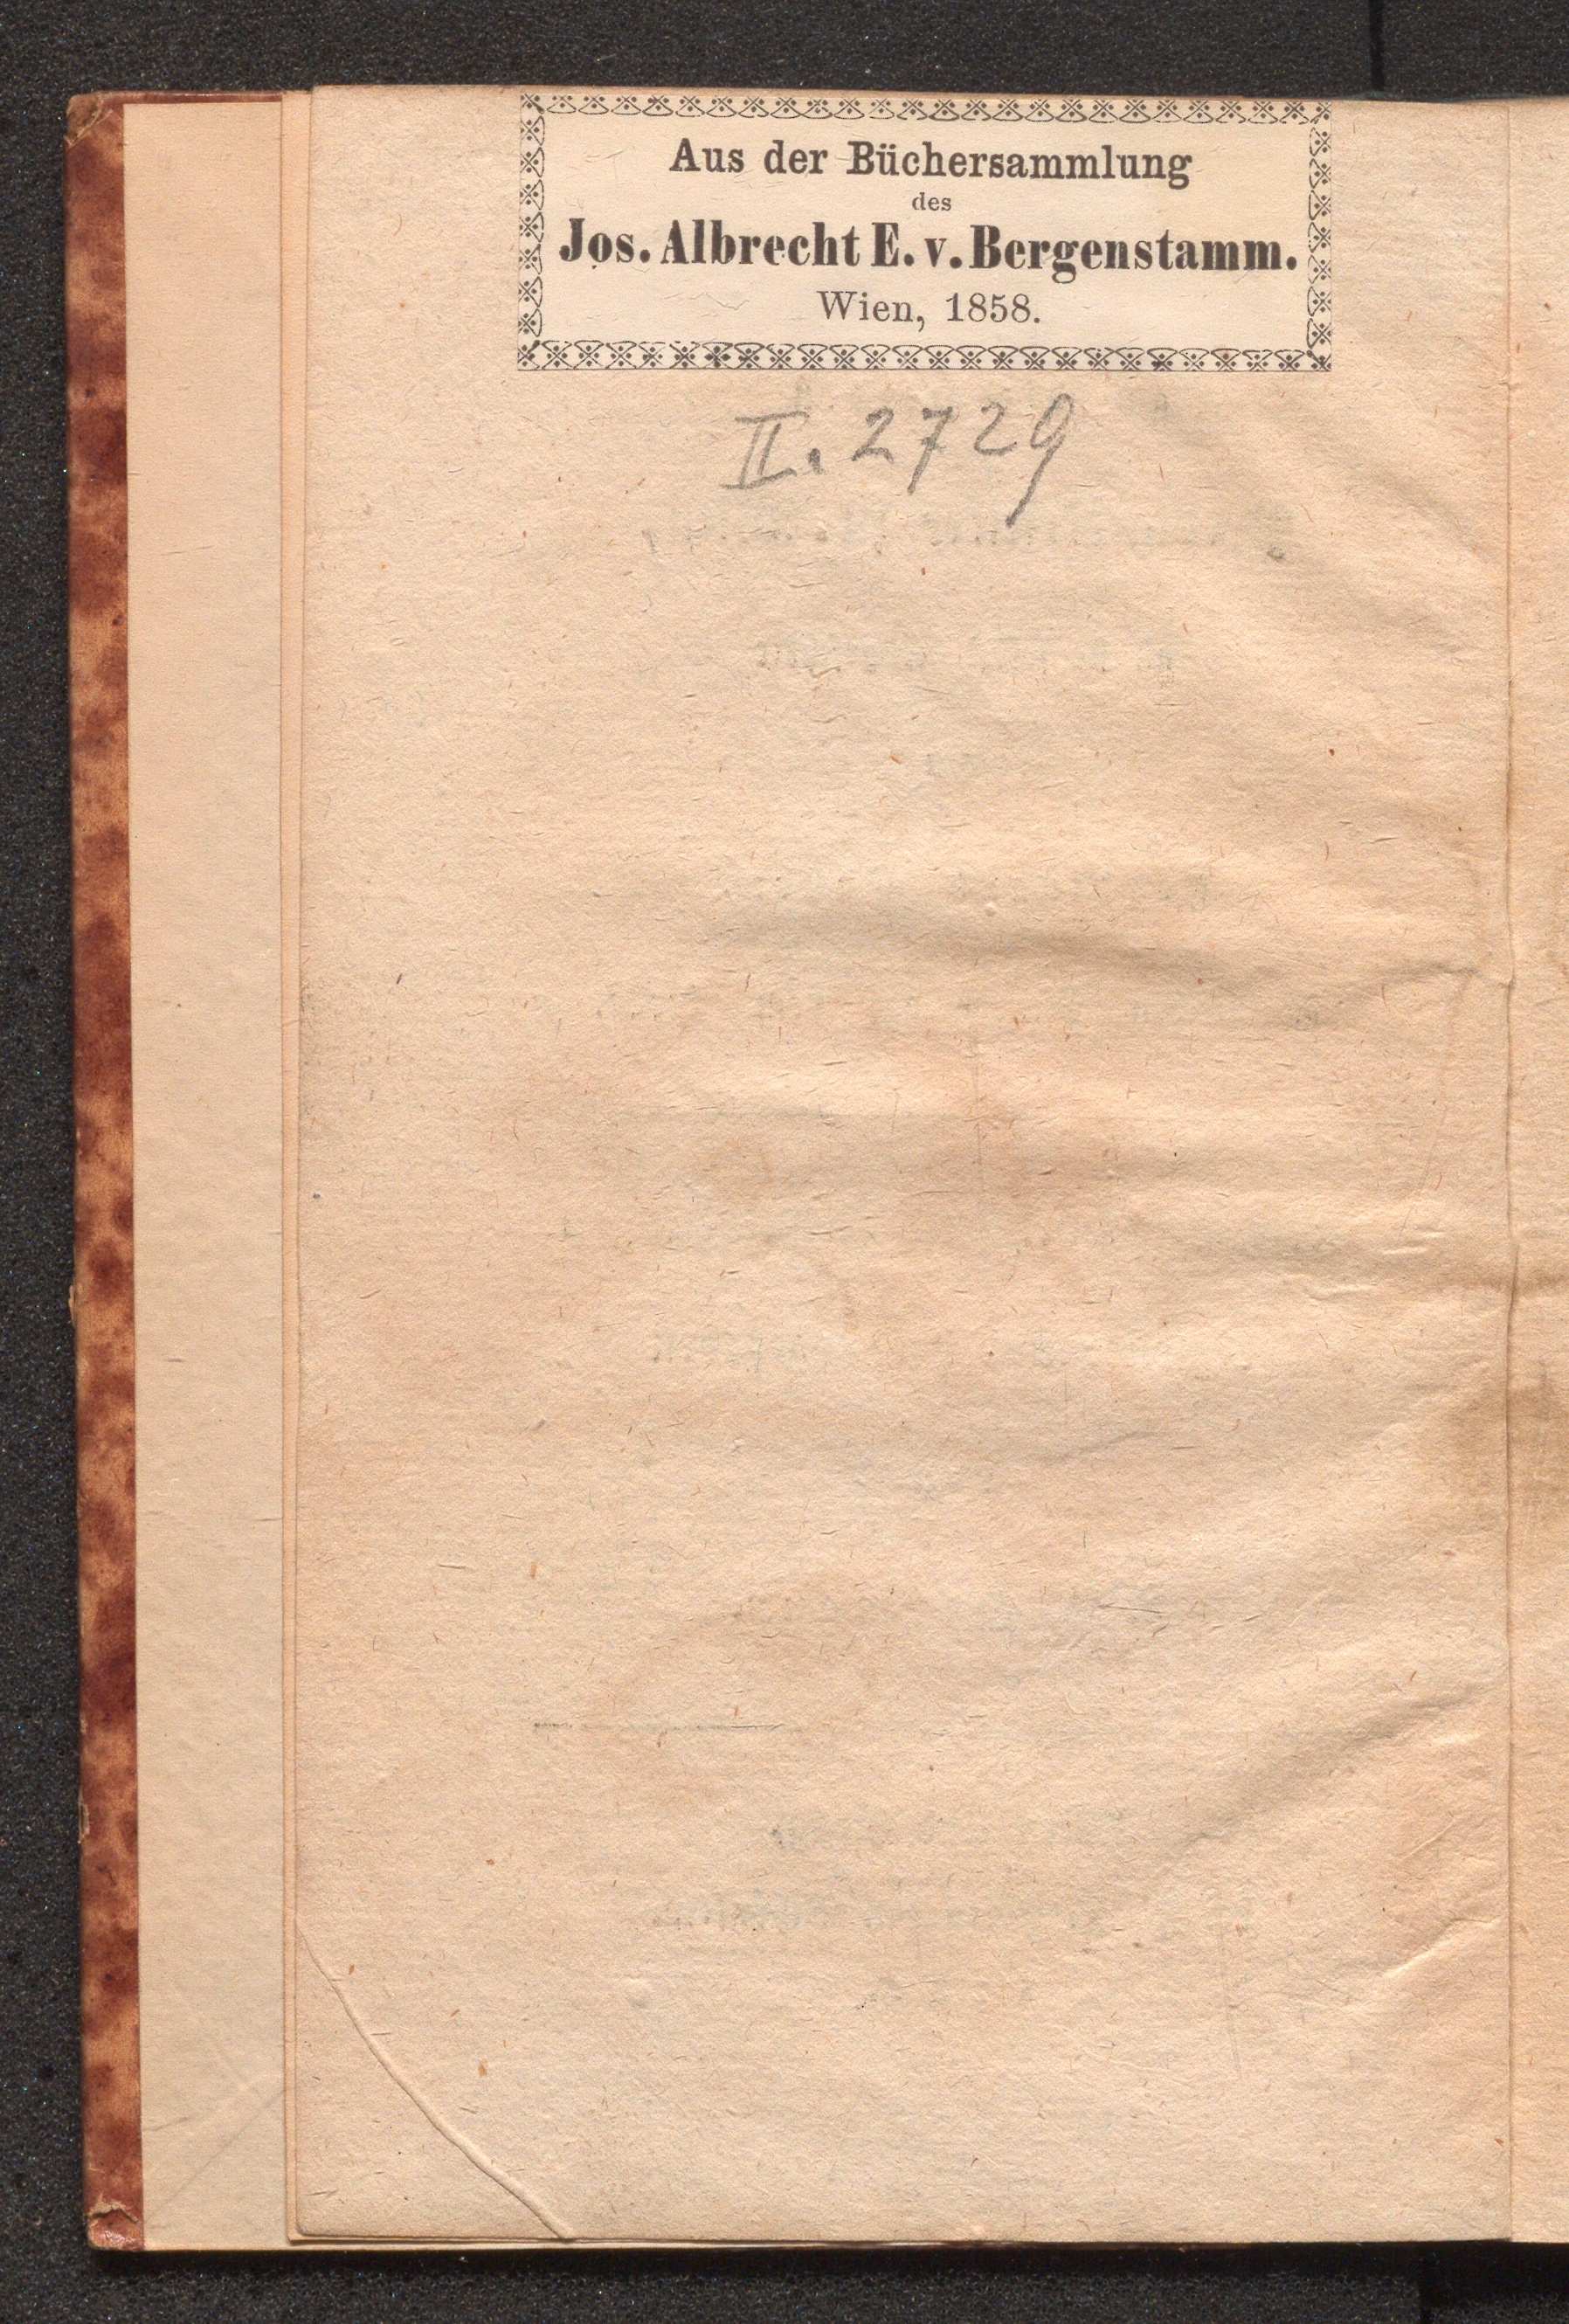 Aus der Büchersammlung
des
Jos. Albrecht E. v. Bergenstamm.
Wien, 1858.
II. 2729